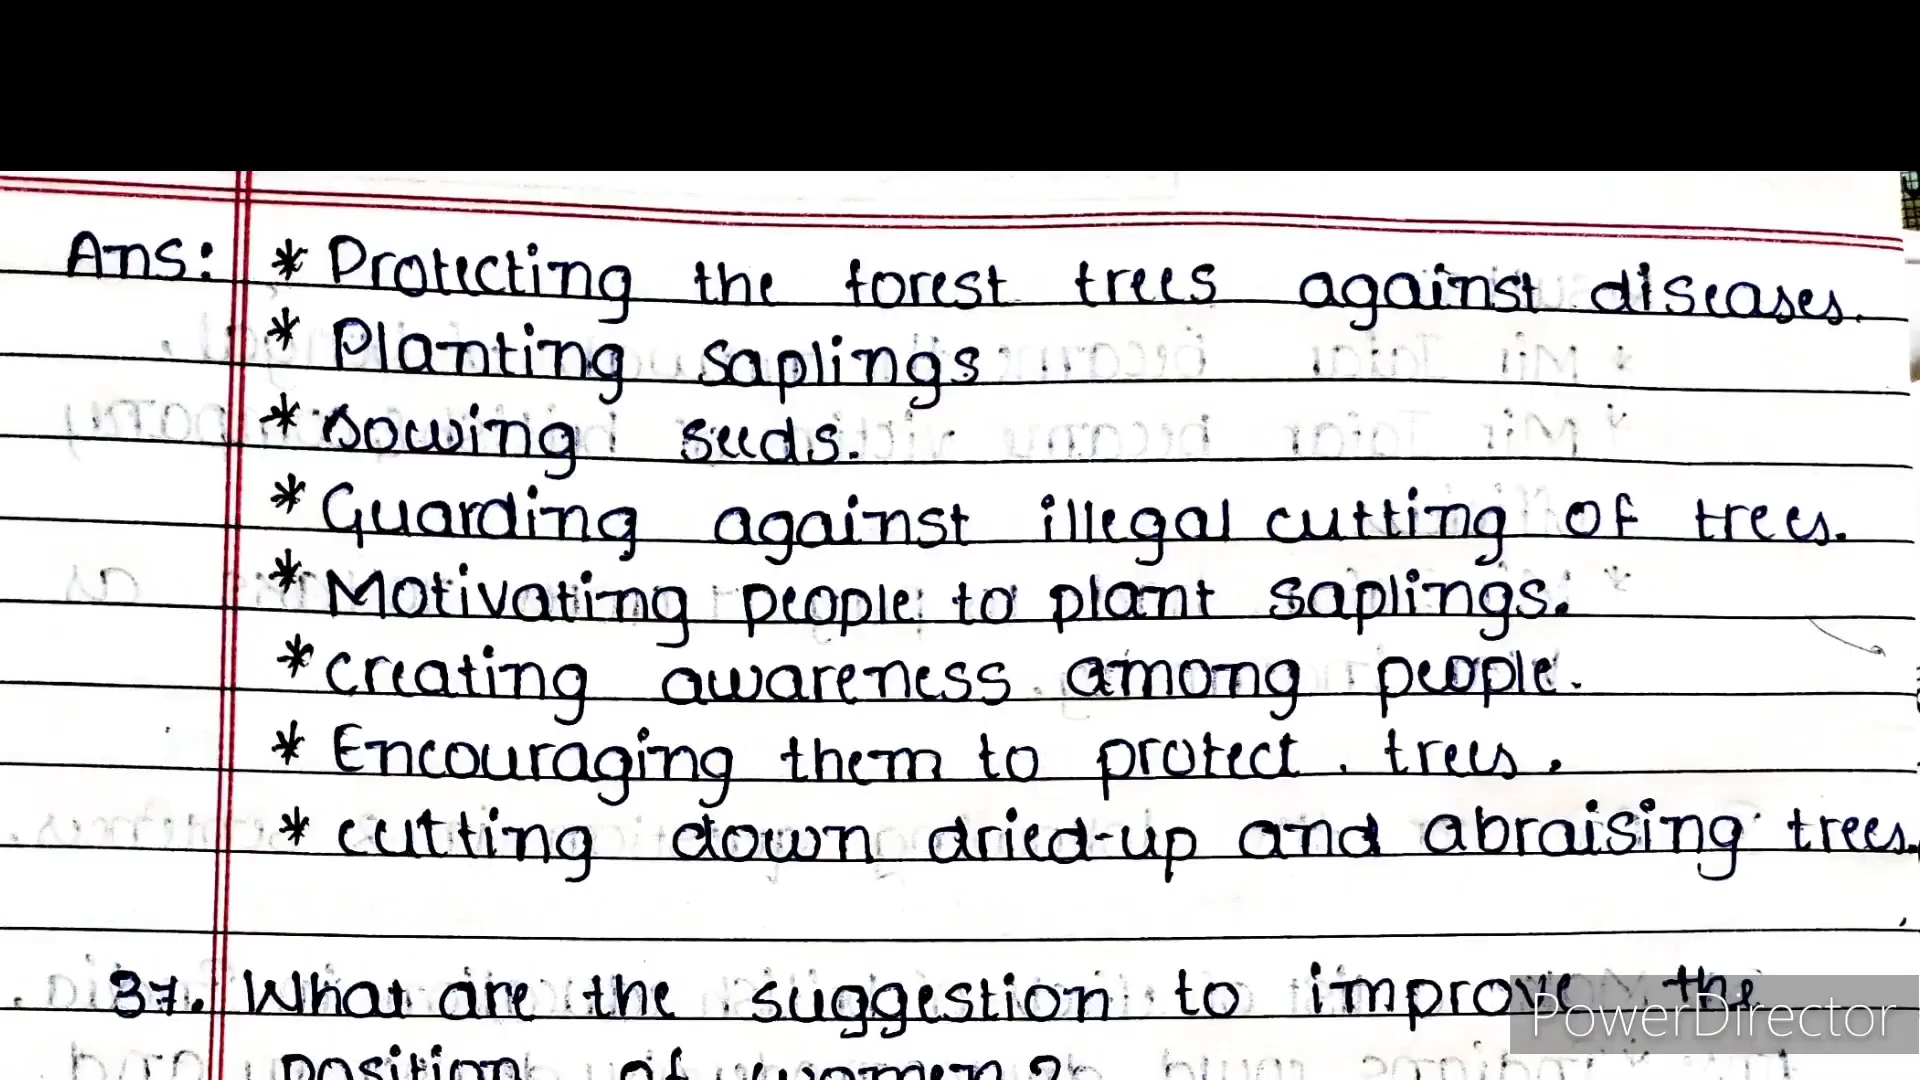 Ans: * Protecting the forest trees against diseases.
* Planting saplings
* Sowing seeds.
* Guarding against illegal cutting of trees.
* Motivating people to plant saplings.
* creating awareness among people.
* Encouraging them to protect trees.
* cutting down dried-up and abraising trees.
37. What are the suggestion to improve the
position of women?
PowerDirector